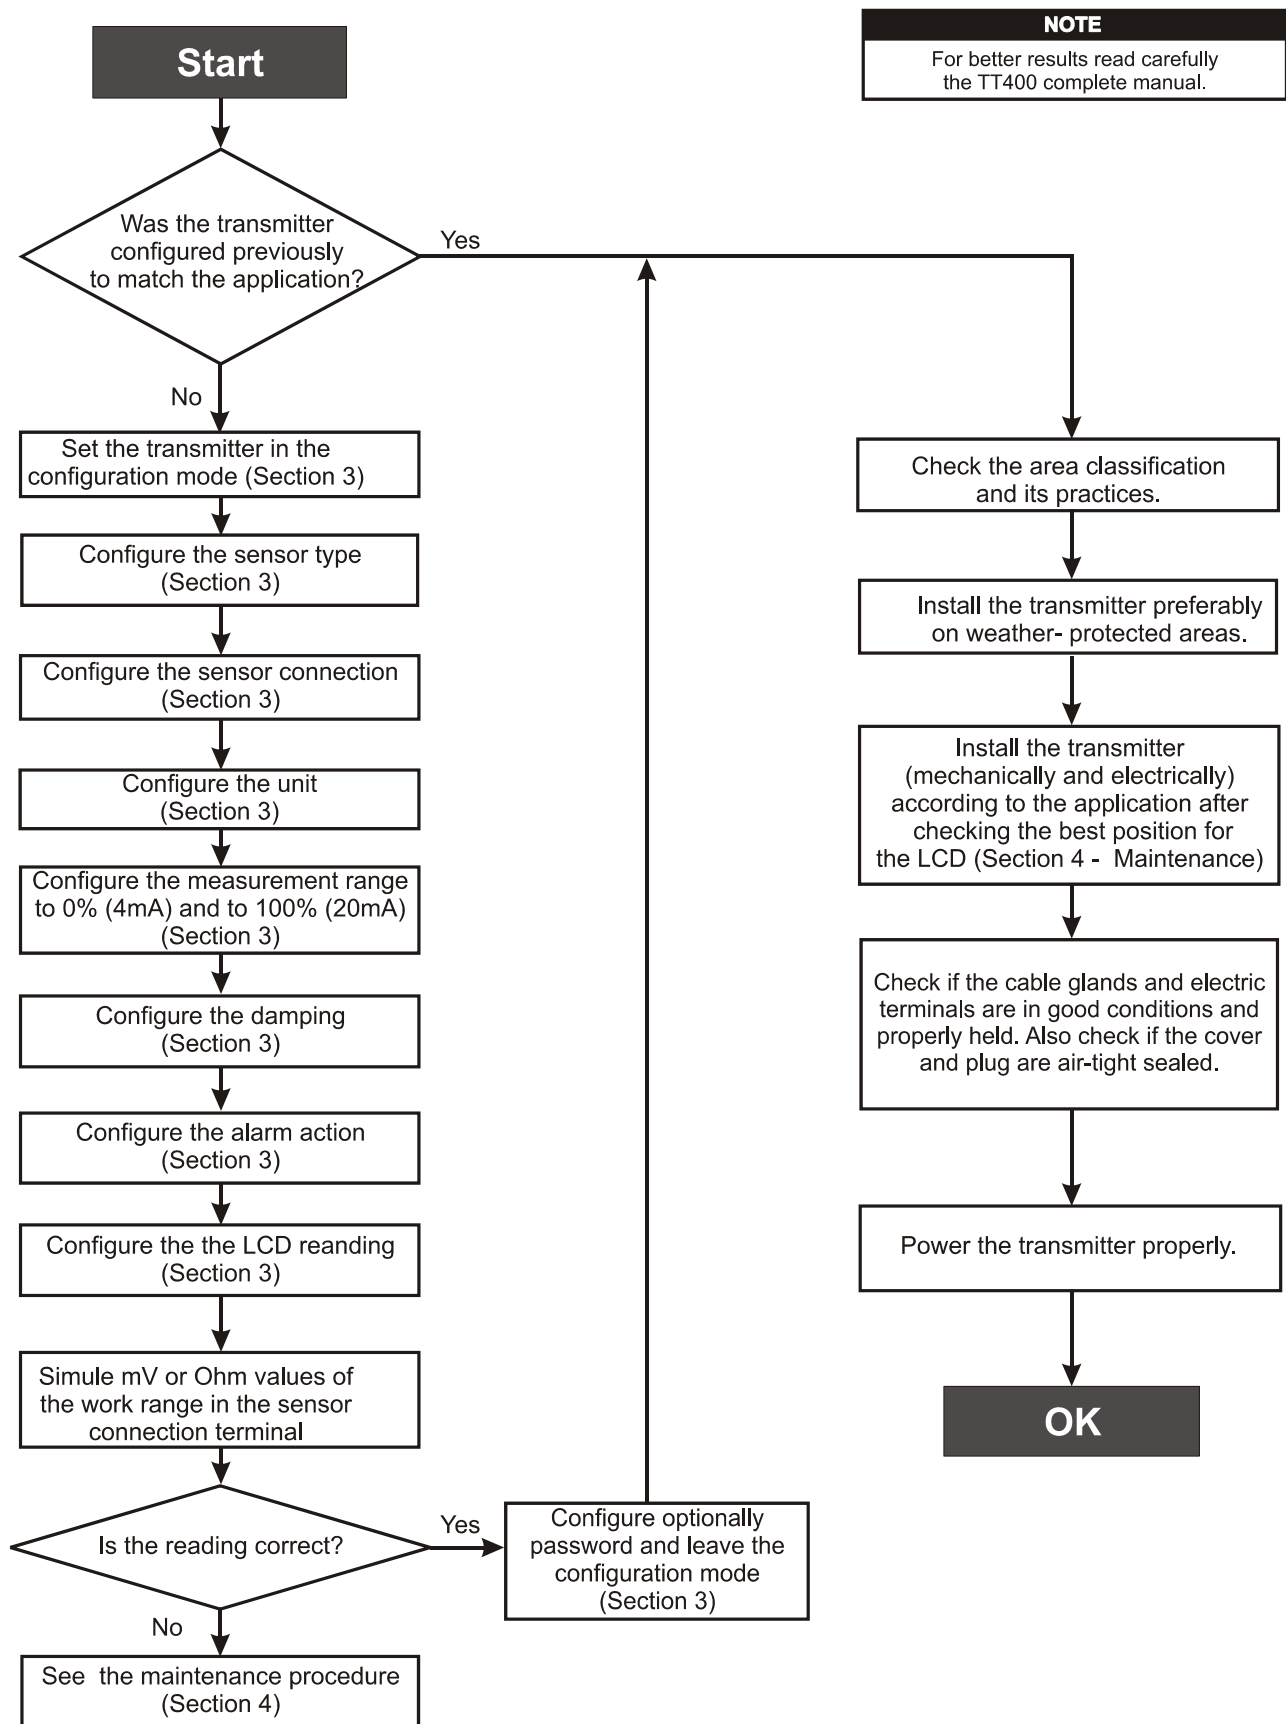 Start
NOTE
For better results read carefully
the TT400 complete manual.
Was the transmitter
configured previously
to match the application?
Yes
No
Set the transmitter in the
configuration mode (Section 3)
Configure the sensor type
(Section 3)
Configure the sensor connection
(Section 3)
Configure the unit
(Section 3)
Configure the measurement range
to 0% (4mA) and to 100% (20mA)
(Section 3)
Configure the damping
(Section 3)
Configure the alarm action
(Section 3)
Configure the the LCD reanding
(Section 3)
Simule mV or Ohm values of
the work range in the sensor
connection terminal
Is the reading correct?
Yes
No
See the maintenance procedure
(Section 4)
Configure optionally
password and leave the
configuration mode
(Section 3)
Check the area classification
and its practices.
Install the transmitter preferably
on weather- protected areas.
Install the transmitter
(mechanically and electrically)
according to the application after
checking the best position for
the LCD (Section 4 - Maintenance)
Check if the cable glands and electric
terminals are in good conditions and
properly held. Also check if the cover
and plug are air-tight sealed.
Power the transmitter properly.
OK